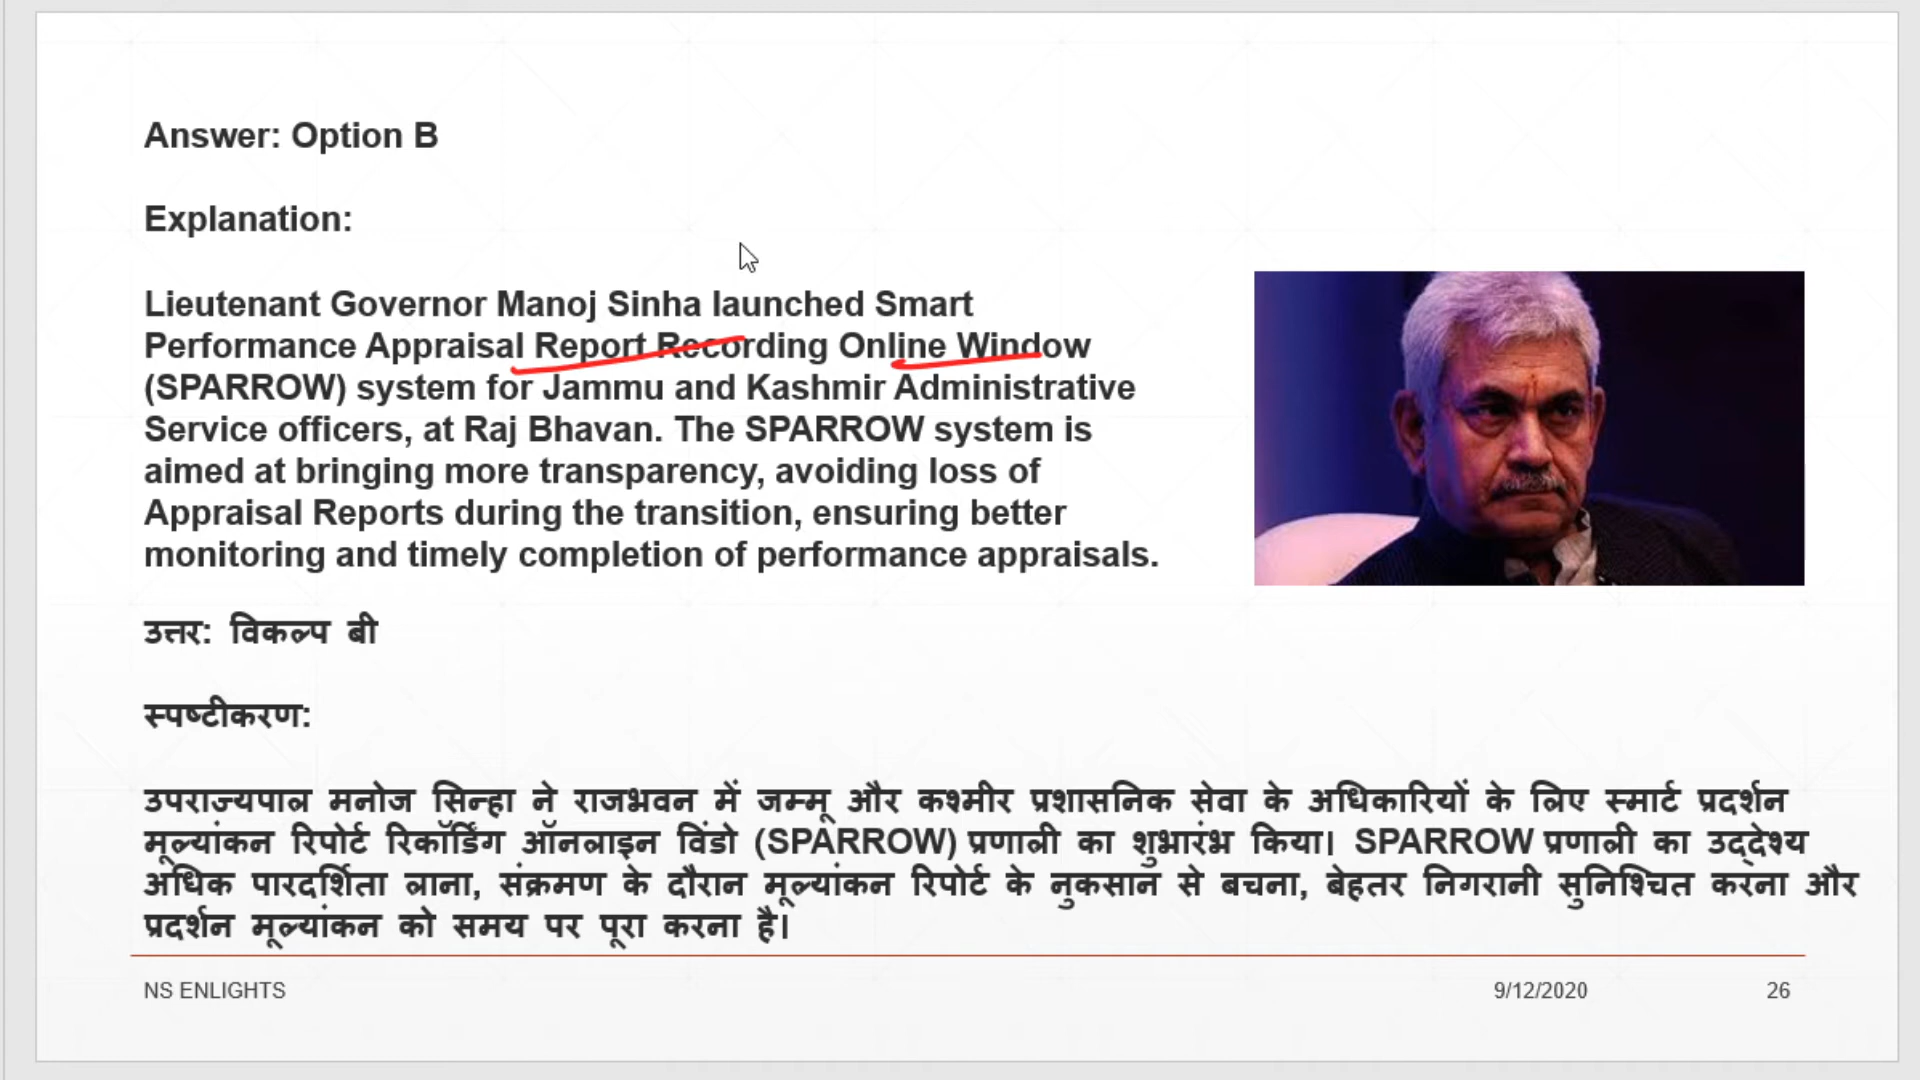 Answer: Option B
Explanation:
Lieutenant Governor Manoj Sinha launched Smart
Performance Appraisal Report Recording Online Window
(SPARROW) system for Jammu and Kashmir Administrative
Service officers, at Raj Bhavan. The SPARROW system is
aimed at bringing more transparency, avoiding loss of
Appraisal Reports during the transition, ensuring better
monitoring and timely completion of performance appraisals.
उत्तर: विकल्प बी
स्पष्टीकरण:
उपराज्यपाल मनोज सिन्हा ने राजभवन में जम्मू और कश्मीर प्रशासनिक सेवा के अधिकारियों के लिए स्मार्ट प्रदर्शन
मूल्यांकन रिपोर्ट रिकॉर्डिंग ऑनलाइन विंडो (SPARROW) प्रणाली का शुभारंभ किया। SPARROW प्रणाली का उद्देश्य
अधिक पारदर्शिता लाना, संक्रमण के दौरान मूल्यांकन रिपोर्ट के नुकसान से बचना, बेहतर निगरानी सुनिश्चित करना और
प्रदर्शन मूल्यांकन को समय पर पूरा करना है।
NS ENLIGHTS 9/12/2020 26